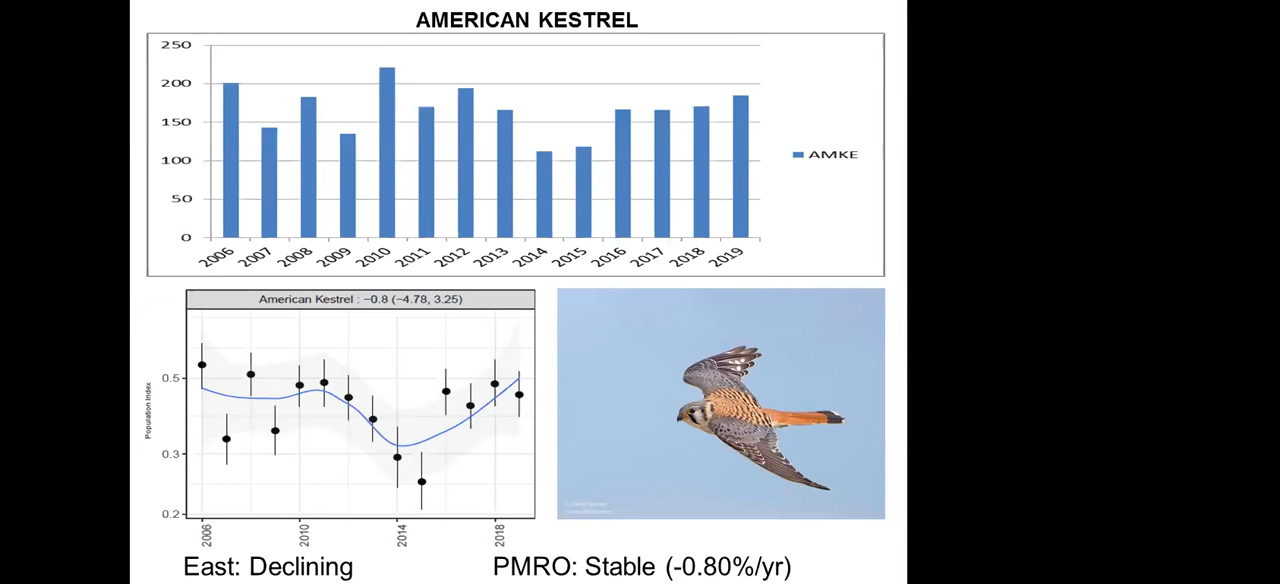 AMERICAN KESTREL
250
200
150
100
50
0
2006 2007 2008 2009 2010 2011 2012 2013 2014 2015 2016 2017 2018 2019
AMKE
American Kestrel : −0.8 (−4.78, 3.25)
Population Index
0.5
0.3
0.2
2006 2010 2014 2018
East: Declining
PMRO: Stable (-0.80%/yr)